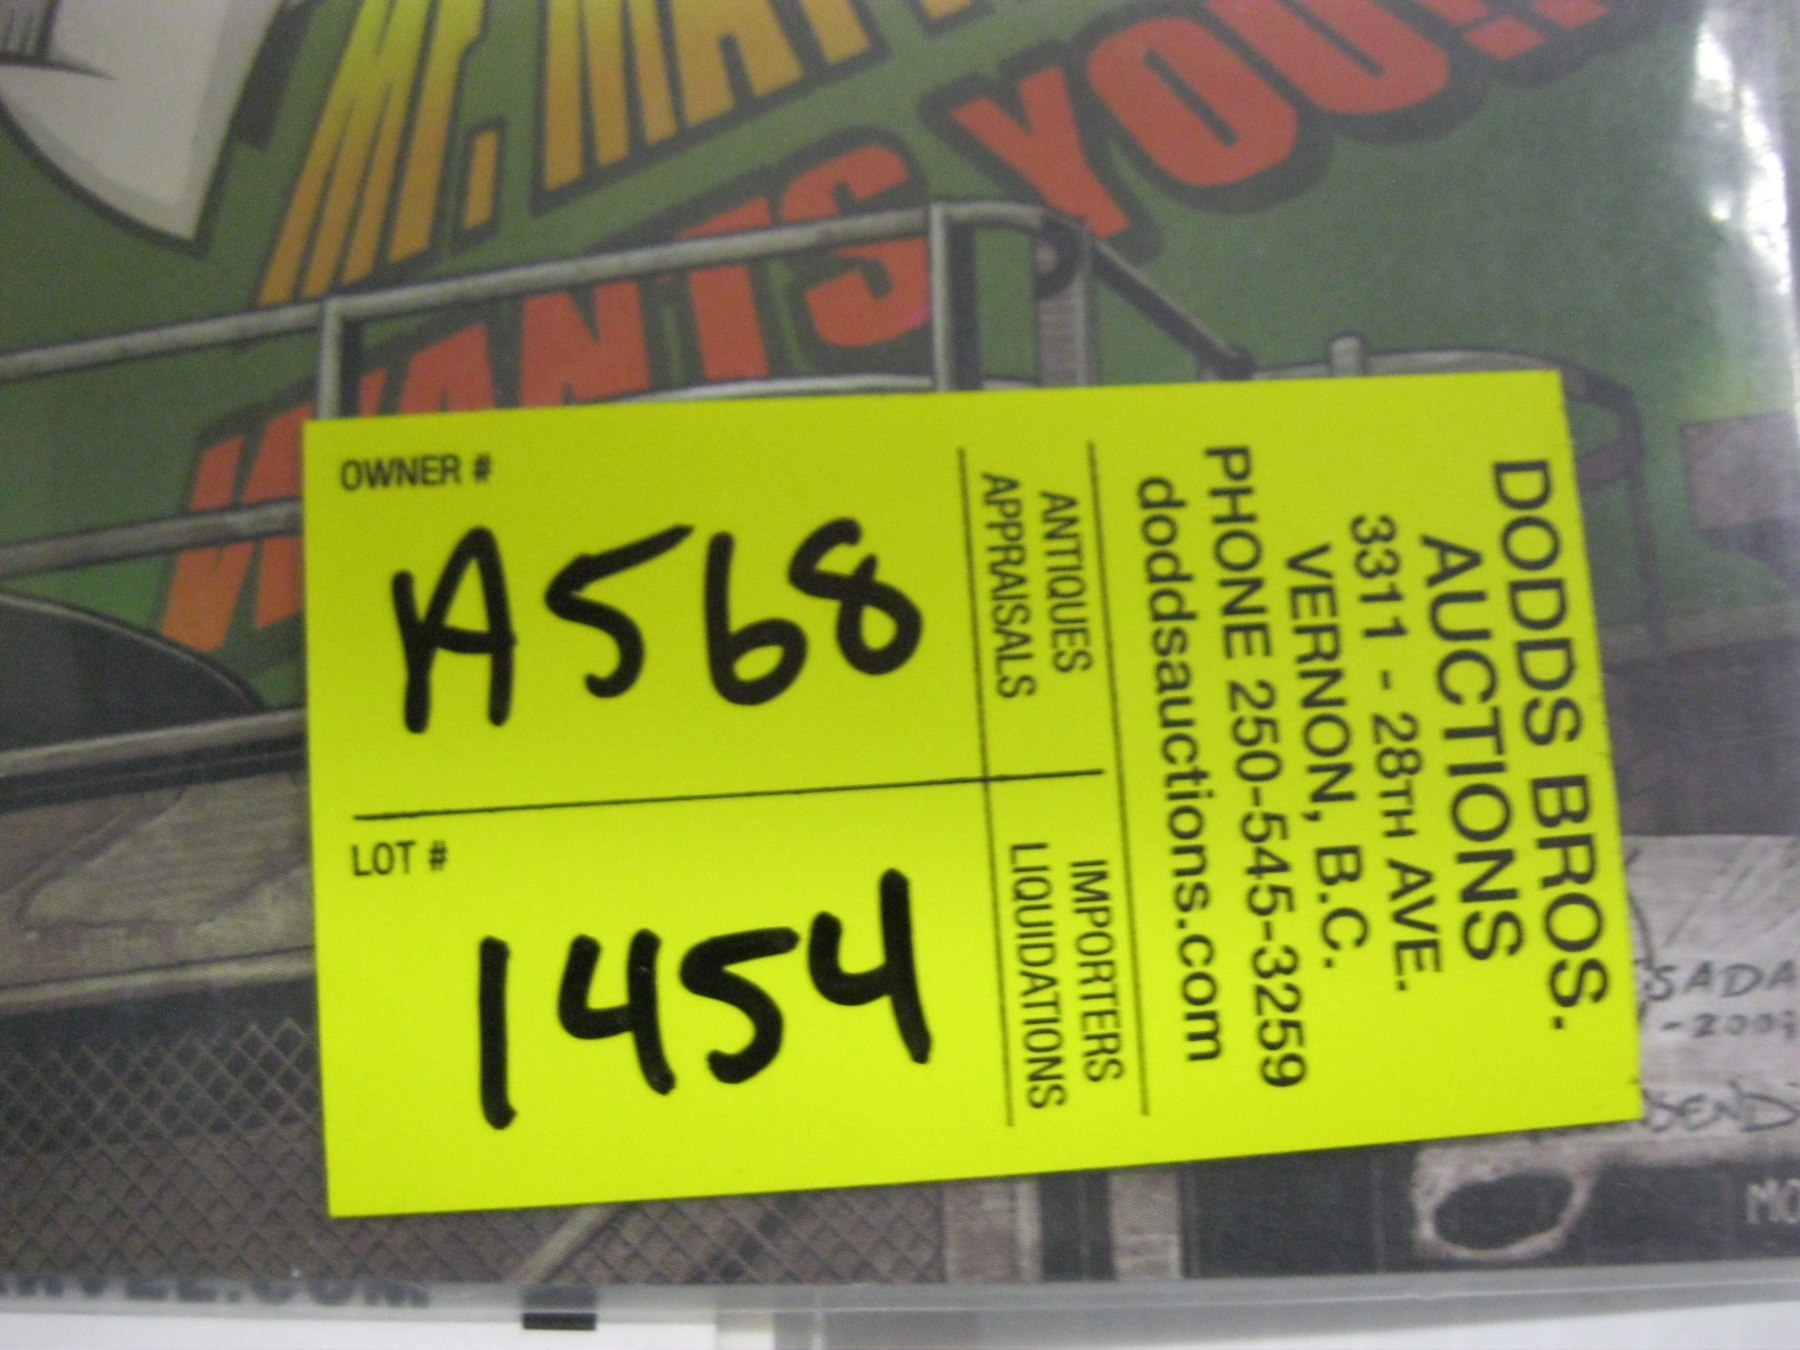 MR.
WANTS YOU!!
OWNER #
A568
LOT #
1454
ANTIQUES
APPRAISALS
IMPORTERS
LIQUIDATIONS
DODDS BROS.
AUCTIONS
3311 - 28TH AVE.
VERNON, B.C.
PHONE 250-545-3259
doddsauctions.com